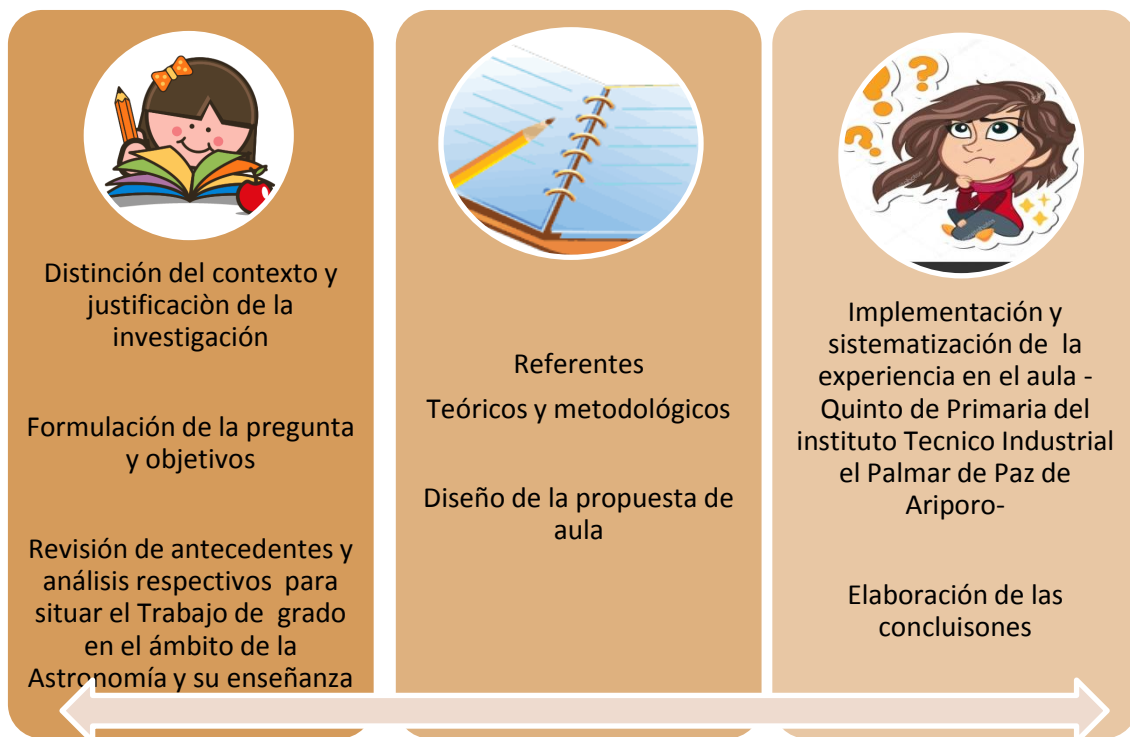 Distinción del contexto y
justificaciòn de la
investigación
Formulación de la pregunta
y objetivos
Revisión de antecedentes y
análisis respectivos para
situar el Trabajo de grado
en el ámbito de la
Astronomía y su enseñanza
Referentes
Teóricos y metodológicos
Diseño de la propuesta de
aula
Implementación y
sistematización de la
experiencia en el aula -
Quinto de Primaria del
instituto Tecnico Industrial
el Palmar de Paz de
Ariporo-
Elaboración de las
concluisones